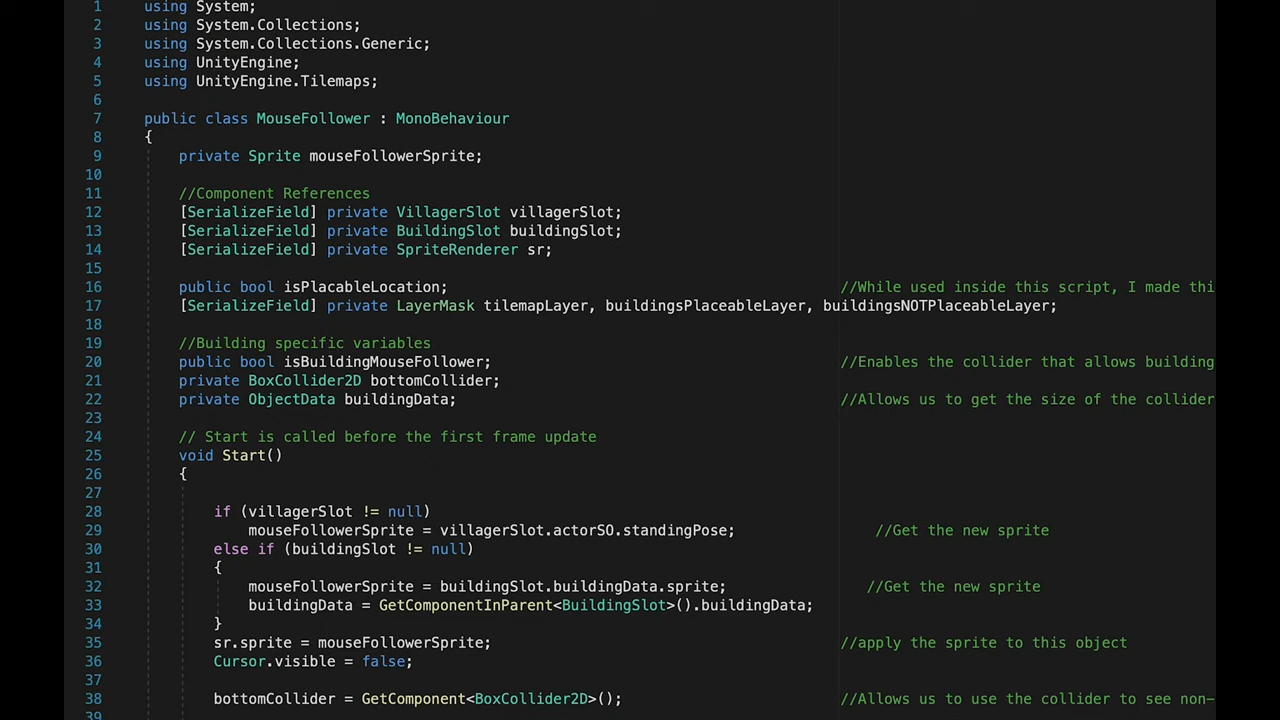 1 using System;
2 using System.Collections;
3 using System.Collections.Generic;
4 using UnityEngine;
5 using UnityEngine.Tilemaps;
6
7 public class MouseFollower : MonoBehaviour
8 {
9 private Sprite mouseFollowerSprite;
10
11 //Component References
12 [SerializeField] private VillagerSlot villagerSlot;
13 [SerializeField] private BuildingSlot buildingSlot;
14 [SerializeField] private SpriteRenderer sr;
15
16 public bool isPlacableLocation; //While used inside this script, I made thi
17 [SerializeField] private LayerMask tilemapLayer, buildingsPlaceableLayer, buildingsNOTPlaceableLayer;
18
19 //Building specific variables
20 public bool isBuildingMouseFollower; //Enables the collider that allows building
21 private BoxCollider2D bottomCollider;
22 private ObjectData buildingData; //Allows us to get the size of the collider
23
24 // Start is called before the first frame update
25 void Start()
26 {
27
28 if (villagerSlot != null)
29 mouseFollowerSprite = villagerSlot.actorSO.standingPose; //Get the new sprite
30 else if (buildingSlot != null)
31 {
32 mouseFollowerSprite = buildingSlot.buildingData.sprite; //Get the new sprite
33 buildingData = GetComponentInParent<BuildingSlot>().buildingData;
34 }
35 sr.sprite = mouseFollowerSprite; //apply the sprite to this object
36 Cursor.visible = false;
37
38 bottomCollider = GetComponent<BoxCollider2D>(); //Allows us to use the collider to see non-
39